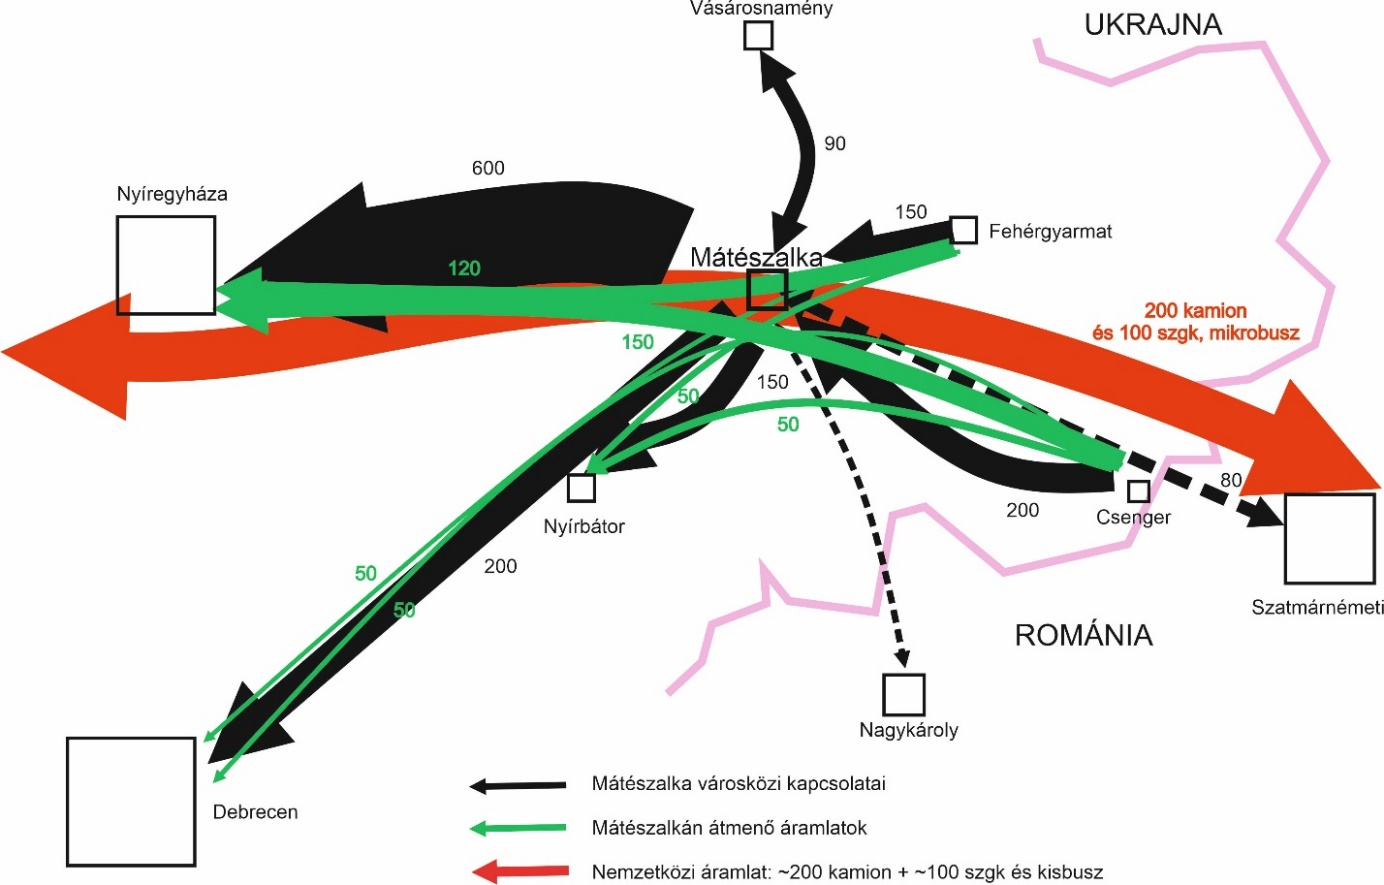 Vásárosnamény
UKRAJNA
90
600
Nyíregyháza
150
Fehérgyarmat
Mátészalka
120
200 kamion
és 100 szgk, mikrobusz
150
150
50
50
80
200
Csenger
Nyírbátor
50
200
50
Szatmárnémeti
ROMÁNIA
Nagykároly
Debrecen
Mátészalka városközi kapcsolatai
Mátészalkán átmenő áramlatok
Nemzetközi áramlat: ~200 kamion + ~100 szgk és kisbusz